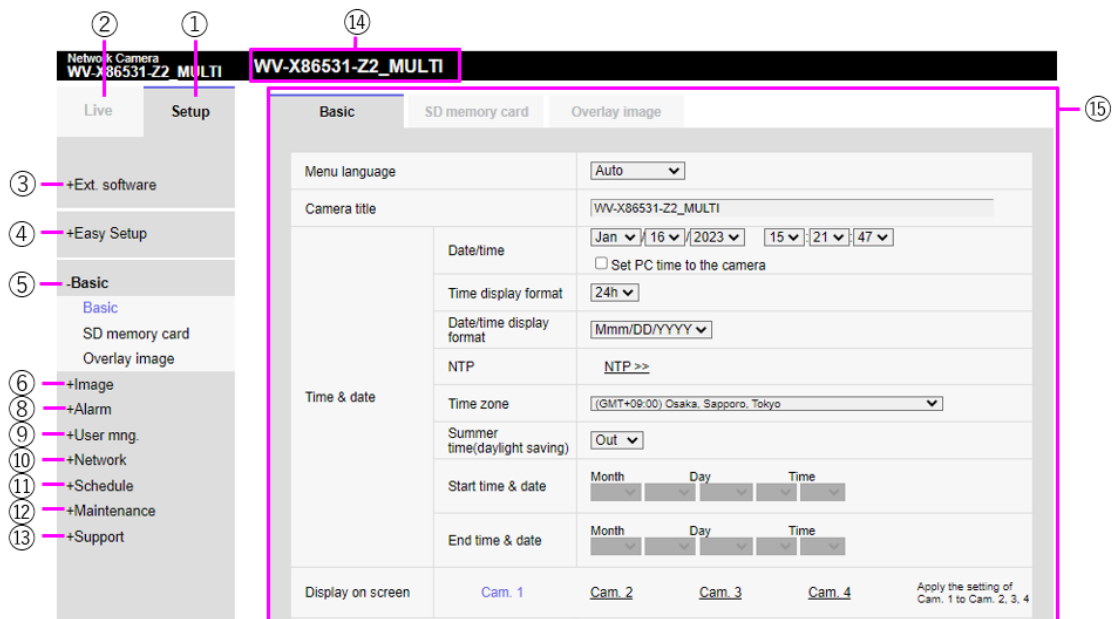 ② ① ⑭
Network Camera
WV-X86531-Z2_MULTI
WV-X86531-Z2_MULTI
Live Setup
⑮
Basic SD memory card Overlay image
③ +Ext. software
④ +Easy Setup
⑤ -Basic
Basic
SD memory card
Overlay image
⑥ +Image
⑧ +Alarm
⑨ +User mng.
⑩ +Network
⑪ +Schedule
⑫ +Maintenance
⑬ +Support
Menu language Auto
Camera title WV-X86531-Z2_MULTI
Time & date
Date/time Jan / 16 / 2023 15 : 21 : 47
Set PC time to the camera
Time display format 24h
Date/time display
format
Mmm/DD/YYYY
NTP NTP >>
Time zone (GMT+09:00) Osaka, Sapporo, Tokyo
Summer
time(daylight saving)
Out
Start time & date
Month Day Time
End time & date
Month Day Time
Display on screen Cam. 1 Cam. 2 Cam. 3 Cam. 4
Apply the setting of
Cam. 1 to Cam. 2, 3, 4